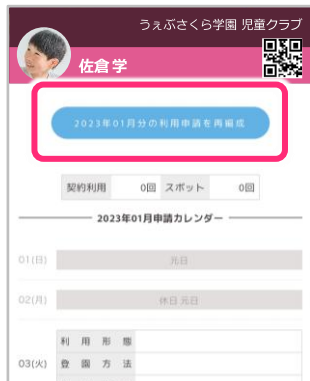 うぇぶさくら学園 児童クラブ
佐倉 学
2023年01月分の利用申請を再編成
契約利用 0回 スポット 0回
2023年01月申請カレンダー
01(日) 元日
02(月) 休日 元日
利用形態
03(火) 登園方法